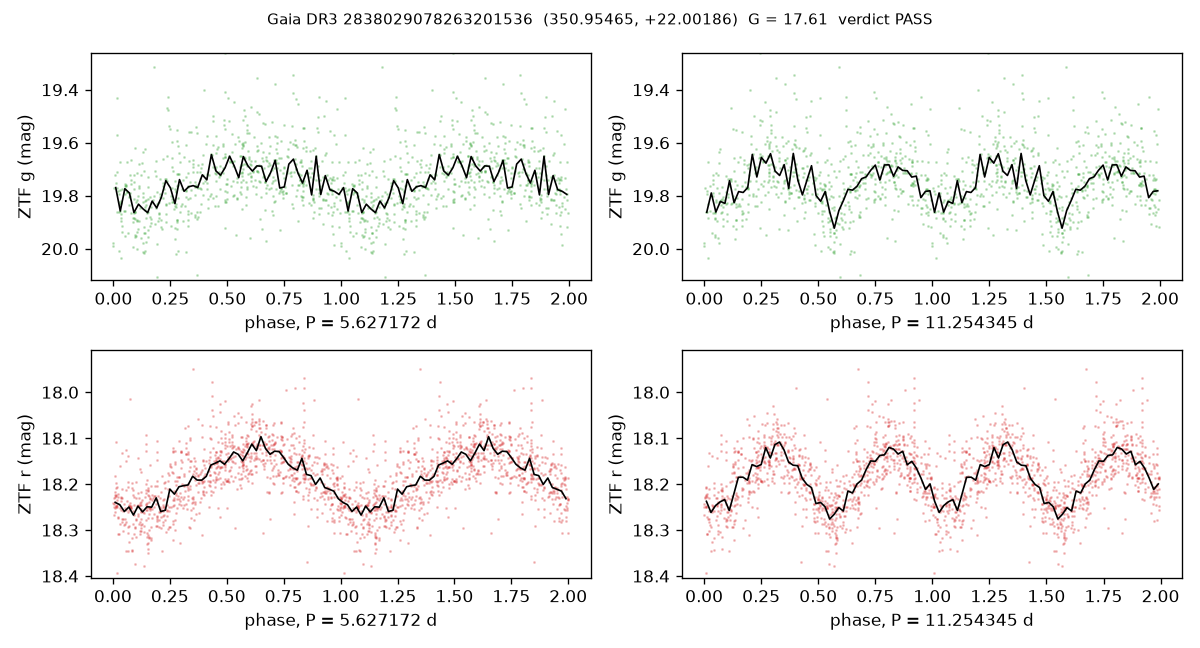 Gaia DR3 2838029078263201536 (350.95465, +22.00186) G = 17.61 verdict PASS
ZTF g (mag)
19.4
19.6
19.8
20.0
0.00 0.25 0.50 0.75 1.00 1.25 1.50 1.75 2.00
phase, P = 5.627172 d
ZTF g (mag)
19.4
19.6
19.8
20.0
0.00 0.25 0.50 0.75 1.00 1.25 1.50 1.75 2.00
phase, P = 11.254345 d
ZTF r (mag)
18.0
18.1
18.2
18.3
18.4
0.00 0.25 0.50 0.75 1.00 1.25 1.50 1.75 2.00
phase, P = 5.627172 d
ZTF r (mag)
18.0
18.1
18.2
18.3
18.4
0.00 0.25 0.50 0.75 1.00 1.25 1.50 1.75 2.00
phase, P = 11.254345 d